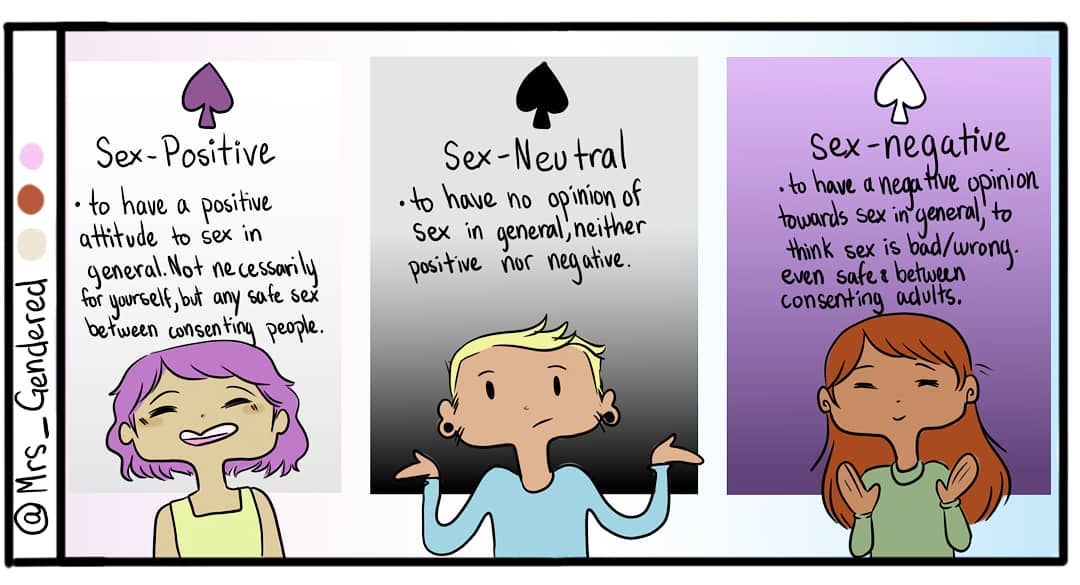 @Mrs_Gendered
Sex-Positive
• to have a positive
attitude to sex in
general. Not necessarily
for yourself, but any safe sex
between consenting people.
Sex-Neutral
• to have no opinion of
sex in general, neither
positive nor negative.
Sex-negative
• to have a negative opinion
towards sex in general, to
think sex is bad/wrong.
even safe & between
consenting adults.